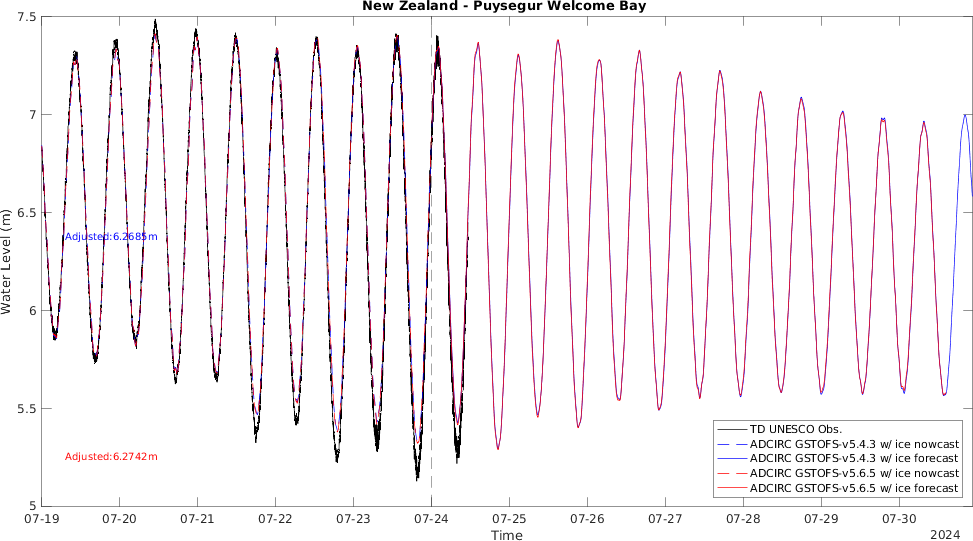 New Zealand - Puysegur Welcome Bay
Water Level (m)
7.5
7
6.5
6
5.5
5
Adjusted:6.2685m
Adjusted:6.2742m
TD UNESCO Obs.
ADCIRC GSTOFS-v5.4.3 w/ ice nowcast
ADCIRC GSTOFS-v5.4.3 w/ ice forecast
ADCIRC GSTOFS-v5.6.5 w/ ice nowcast
ADCIRC GSTOFS-v5.6.5 w/ ice forecast
07-19 07-20 07-21 07-22 07-23 07-24 07-25 07-26 07-27 07-28 07-29 07-30
Time
2024